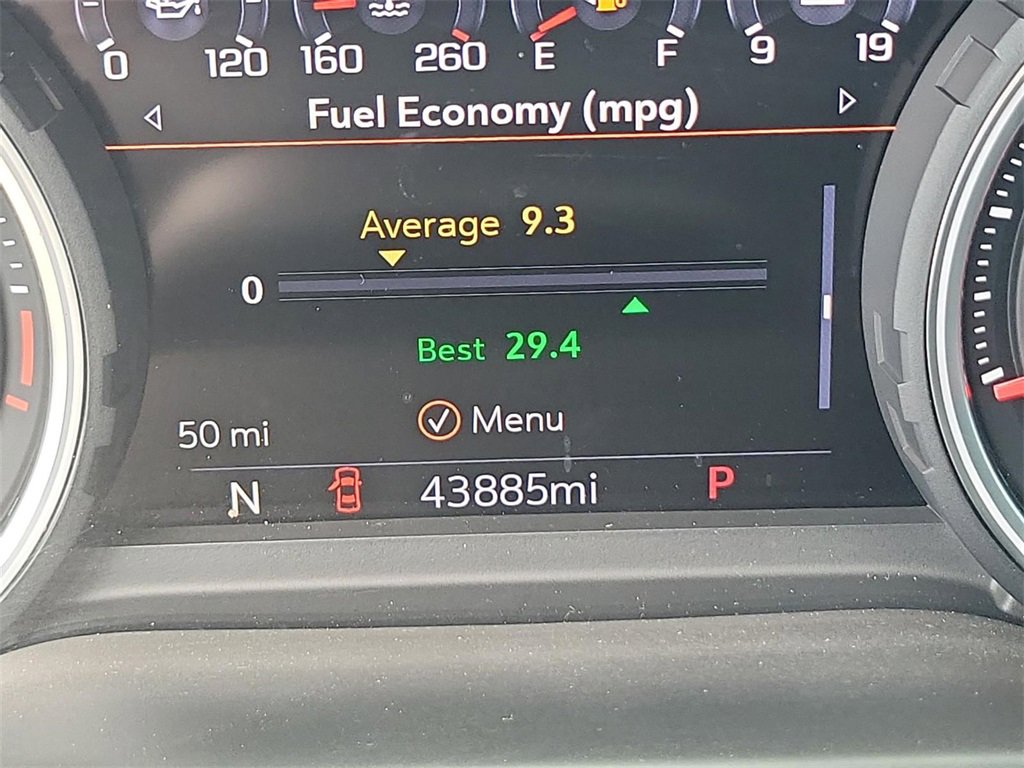 0 120 160 260 E F 9 19
Fuel Economy (mpg)
Average 9.3
0
Best 29.4
Menu
50 mi
N 43885mi P